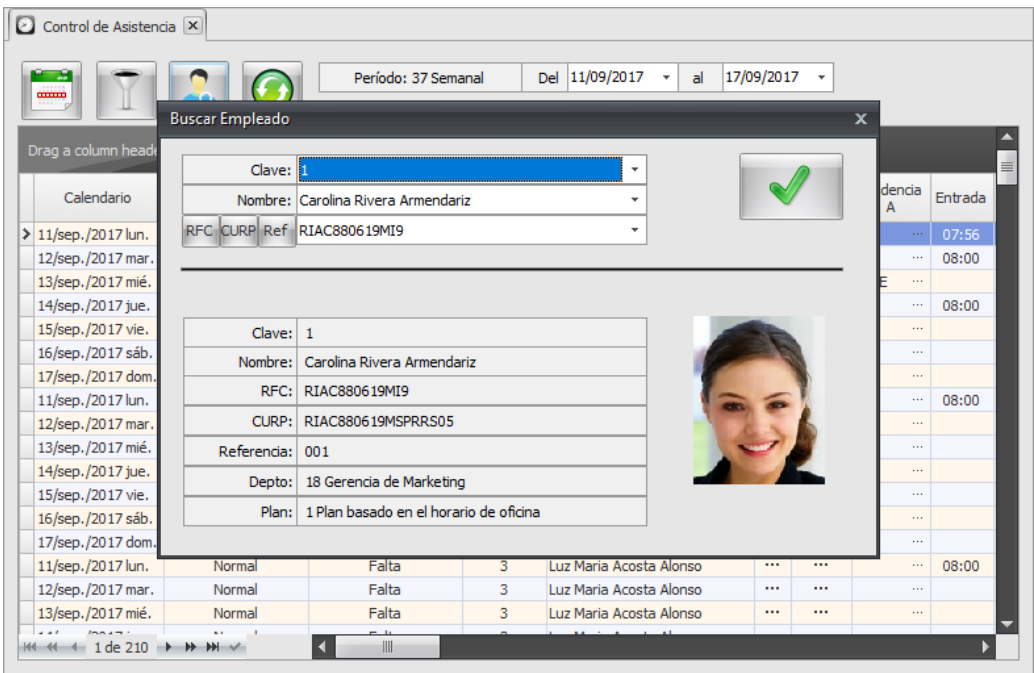 Control de Asistencia
Período: 37 Semanal Del 11/09/2017 al 17/09/2017
Buscar Empleado x
Drag a column heade
Clave: 1
Nombre: Carolina Rivera Armendariz
RFC CURP Ref RIAC880619MI9
Calendario dencia A Entrada
11/sep./2017 lun. ... 07:56
12/sep./2017 mar. ... 08:00
13/sep./2017 mié. E ...
14/sep./2017 jue. ... 08:00
15/sep./2017 vie. ...
16/sep./2017 sáb. ...
17/sep./2017 dom. ...
11/sep./2017 lun. ... 08:00
12/sep./2017 mar. ...
13/sep./2017 mié. ...
14/sep./2017 jue. ...
15/sep./2017 vie. ...
16/sep./2017 sáb. ...
17/sep./2017 dom. ...
Clave: 1
Nombre: Carolina Rivera Armendariz
RFC: RIAC880619MI9
CURP: RIAC880619MSPRRS05
Referencia: 001
Depto: 18 Gerencia de Marketing
Plan: 1 Plan basado en el horario de oficina
11/sep./2017 lun. Normal Falta 3 Luz Maria Acosta Alonso ... ... ... 08:00
12/sep./2017 mar. Normal Falta 3 Luz Maria Acosta Alonso ... ... ...
13/sep./2017 mié. Normal Falta 3 Luz Maria Acosta Alonso ... ... ...
1 de 210